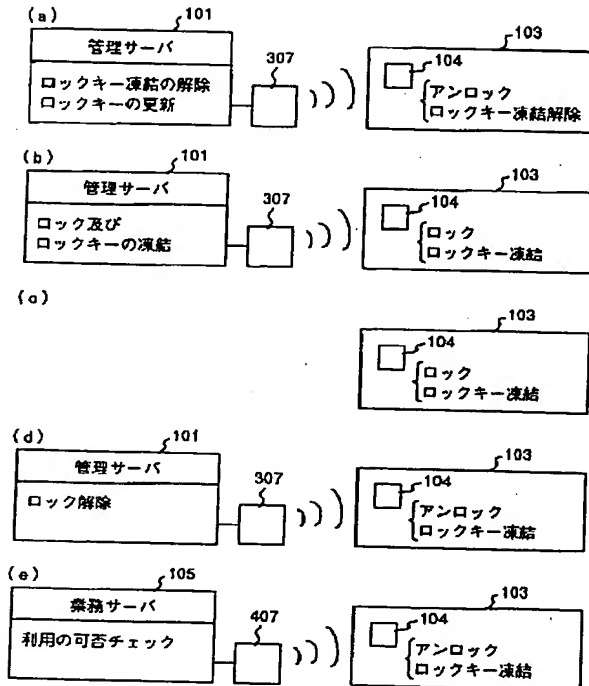 (a)
101
管理サーバ
ロックキー凍結の解除
ロックキーの更新
307
103
104
アンロック
ロックキー凍結解除
(b)
101
管理サーバ
ロック及び
ロックキーの凍結
307
103
104
ロック
ロックキー凍結
(c)
103
104
ロック
ロックキー凍結
(d)
101
管理サーバ
ロック解除
307
103
104
アンロック
ロックキー凍結
(e)
105
業務サーバ
利用の可否チェック
407
103
104
アンロック
ロックキー凍結